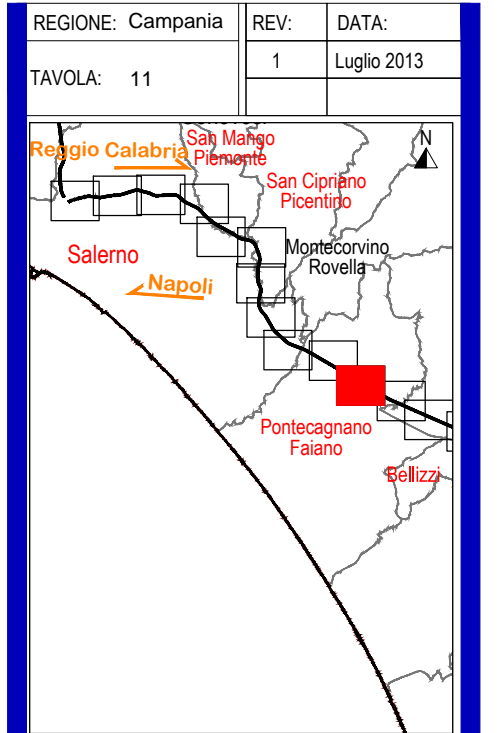 REGIONE: Campania
REV:
DATA:
TAVOLA: 11
1
Luglio 2013
San Mango
Piemonte
Reggio Calabria
N
San Cipriano
Picentino
Salerno
Montecorvino
Rovella
Napoli
Pontecagnano
Faiano
Bellizzi